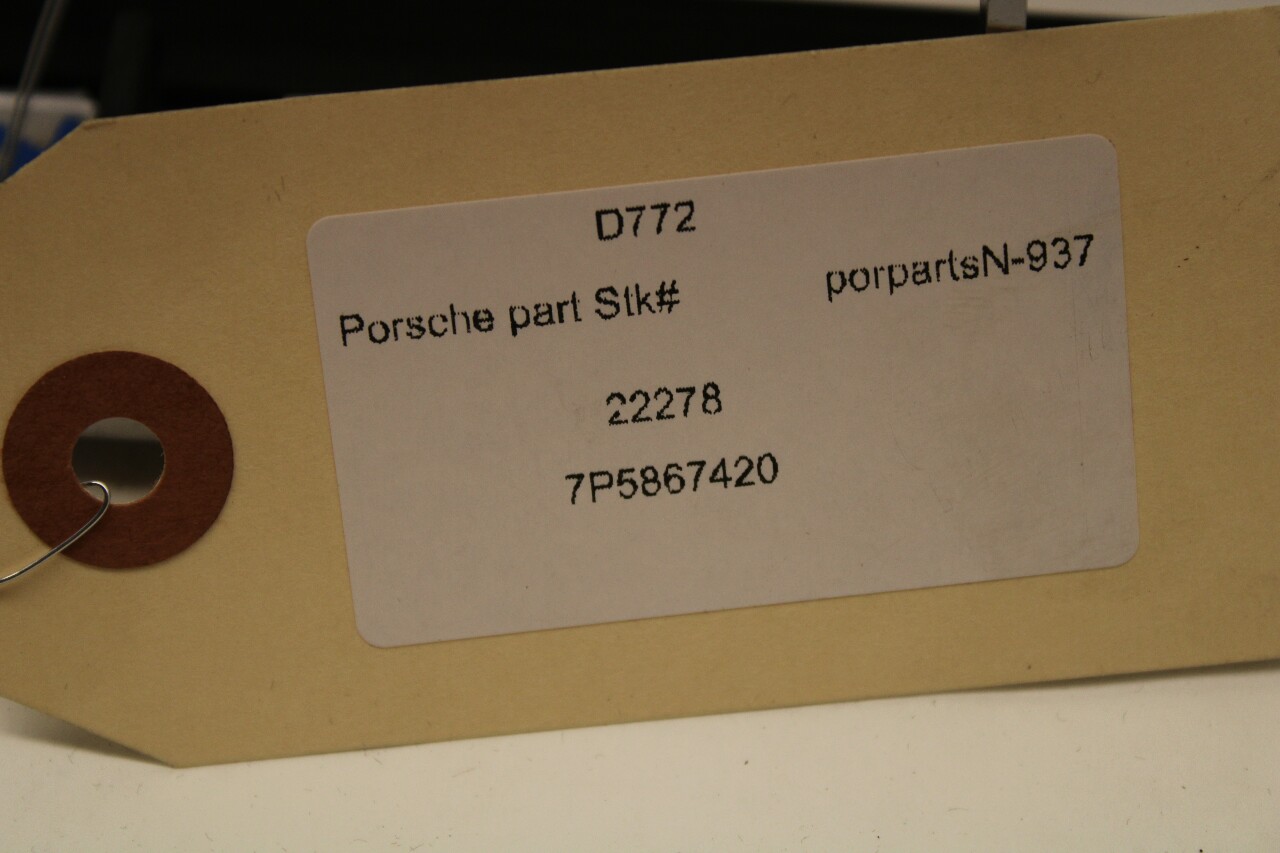 D772
Porsche part Stk# porpartsN-937
22278
7P5867420